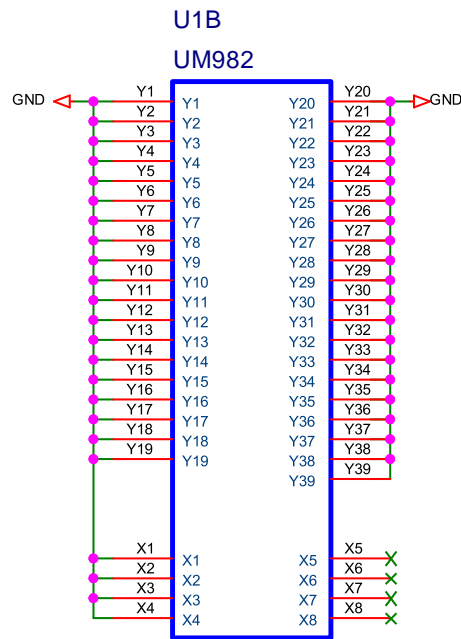 U1B
UM982
GND Y1 Y1 Y20 Y20 GND
Y2 Y2 Y21 Y21
Y3 Y3 Y22 Y22
Y4 Y4 Y23 Y23
Y5 Y5 Y24 Y24
Y6 Y6 Y25 Y25
Y7 Y7 Y26 Y26
Y8 Y8 Y27 Y27
Y9 Y9 Y28 Y28
Y10 Y10 Y29 Y29
Y11 Y11 Y30 Y30
Y12 Y12 Y31 Y31
Y13 Y13 Y32 Y32
Y14 Y14 Y33 Y33
Y15 Y15 Y34 Y34
Y16 Y16 Y35 Y35
Y17 Y17 Y36 Y36
Y18 Y18 Y37 Y37
Y19 Y19 Y38 Y38
Y39 Y39
X1 X1 X5 X5
X2 X2 X6 X6
X3 X3 X7 X7
X4 X4 X8 X8